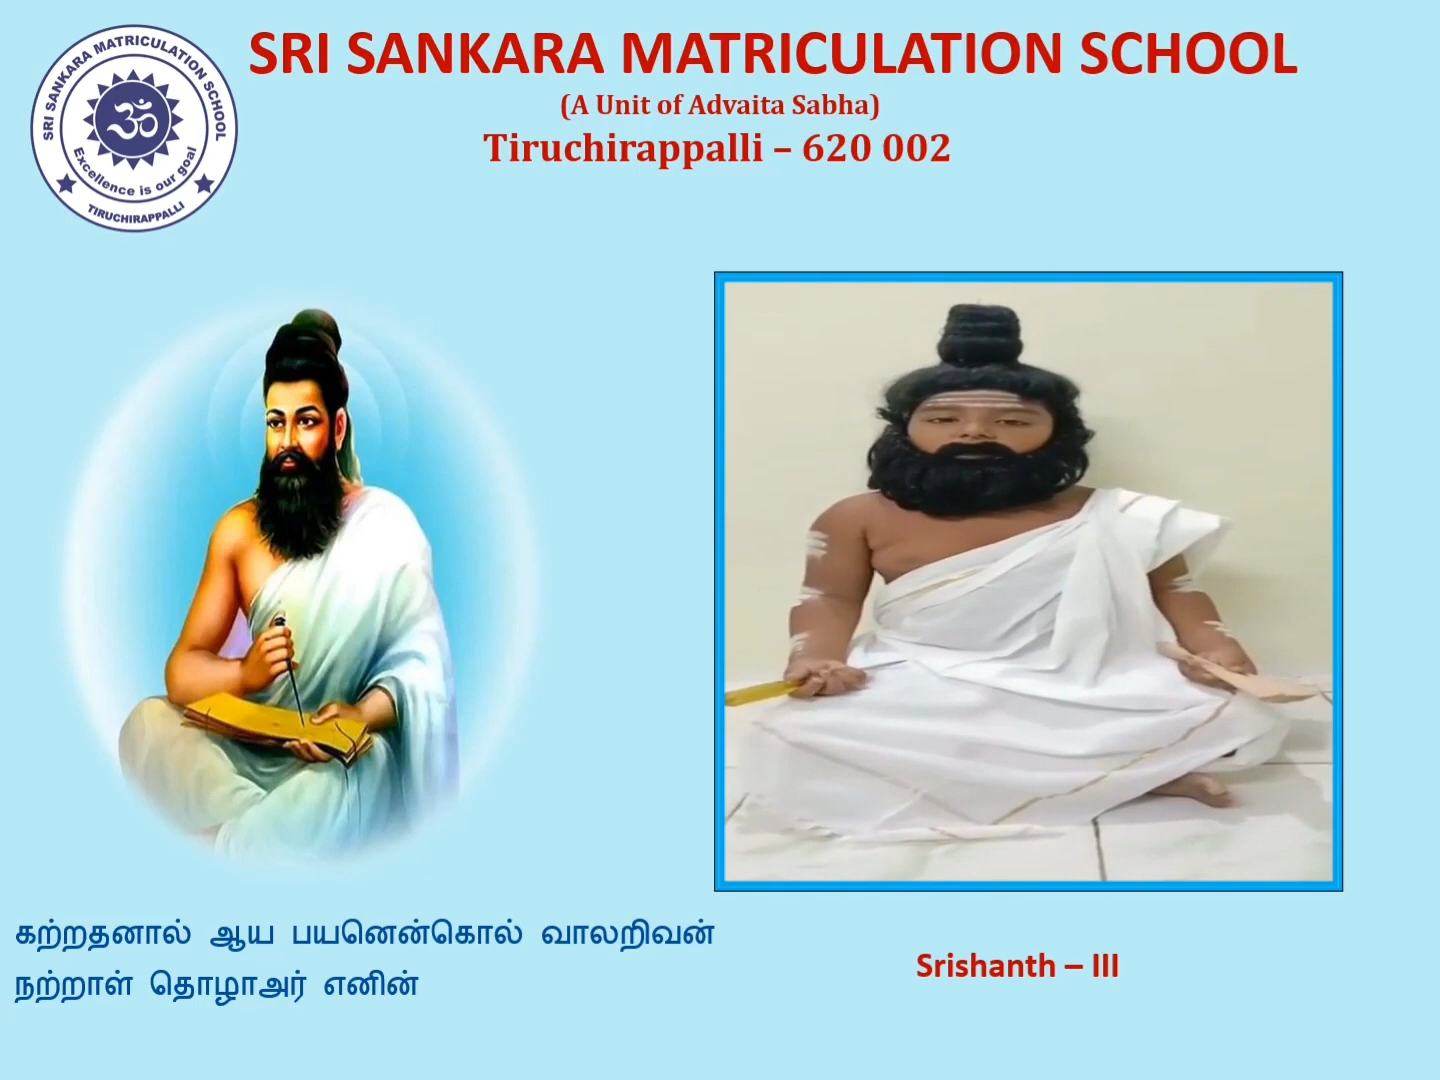 SRI SANKARA MATRICULATION SCHOOL
(A Unit of Advaita Sabha)
Tiruchirappalli – 620 002
SRI SANKARA MATRICULATION SCHOOL
ॐ
Excellence is our goal
TIRUCHIRAPPALLI
கற்றதனால் ஆய பயனென்கொல் வாலறிவன்
நற்றாள் தொழாஅர் எனின்
Srishanth – III